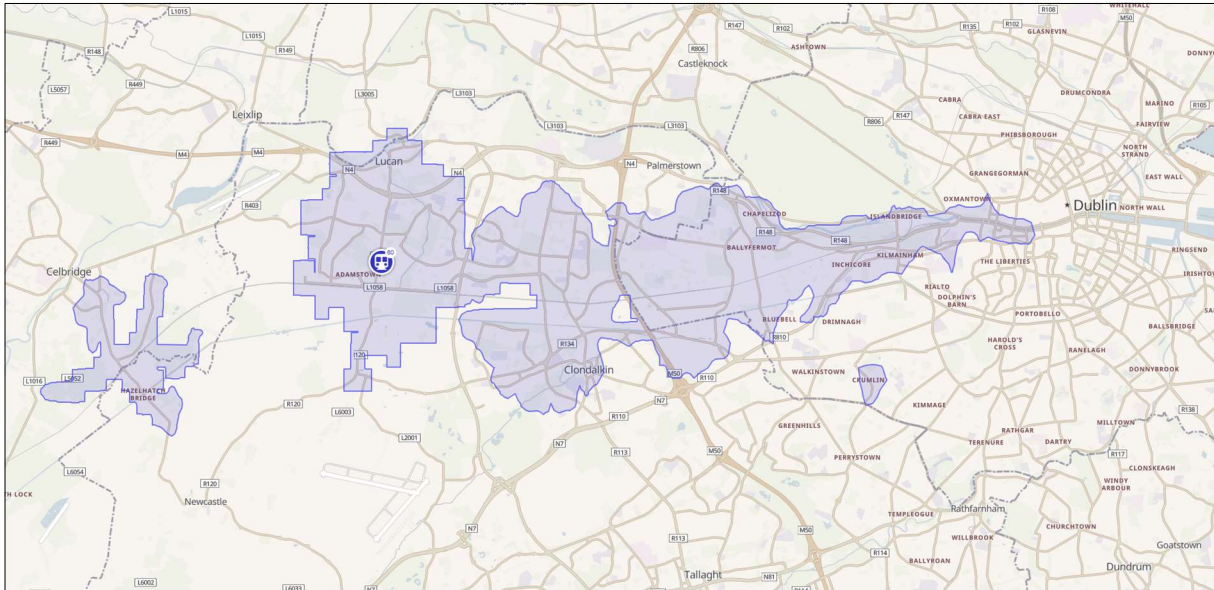 WHITEHALL
L1015
R108
M50
R147
R102
R135
R102
GLASNEVIN
L1015
R149
R148
R806
ASHTOWN
Castleknock
L5057
R449
L3005
L3103
DRUMCONDRA
CABRA
MARINO
R105
Leixlip
R147
R806
CABRA EAST
FAIRVIEW
L3103
L3103
PHIBSBOROUGH
R449
M4
M4
NORTH
STRAND
Lucan
N4
Palmerstown
N4
N4
GRANGEGORMAN
EAST WALL
R148
R403
OXMANTOWN
Dublin
NORTH WALL
CHAPELIZOD
ISLANDBRIDGE
R148
R148
BALLYFERMOT
KILMAINHAM
RINGSEND
60
INCHICORE
THE LIBERTIES
Celbridge
ADAMSTOWN
L1058
L1058
RIALTO
DOLPHIN'S
BARN
PORTOBELLO
BLUEBELL
DRIMNAGH
BALLSBRIDGE
R810
R134
HAROLD'S
CROSS
RANELAGH
Clondalkin
M50
R110
WALKINSTOWN
CRUMLIN
DONNYBROOK
L1016
L5052
HAZELHATCH
BRIDGE
R120
L6003
N7
KIMMAGE
R138
R110
GREENHILLS
RATHGAR
MILLTOWN
L2001
N7
R113
M50
TERENURE
DARTRY
R117
PERRYSTOWN
CLONSKEAGH
L6054
R120
WINDY
ARBOUR
Newcastle
TEMPLEOGUE
Rathfarnham
CHURCHTOWN
N7
R113
M50
WILLBROOK
Goatstown
R114
BALLYROAN
Dundrum
Tallaght
N81
L6002
L6033